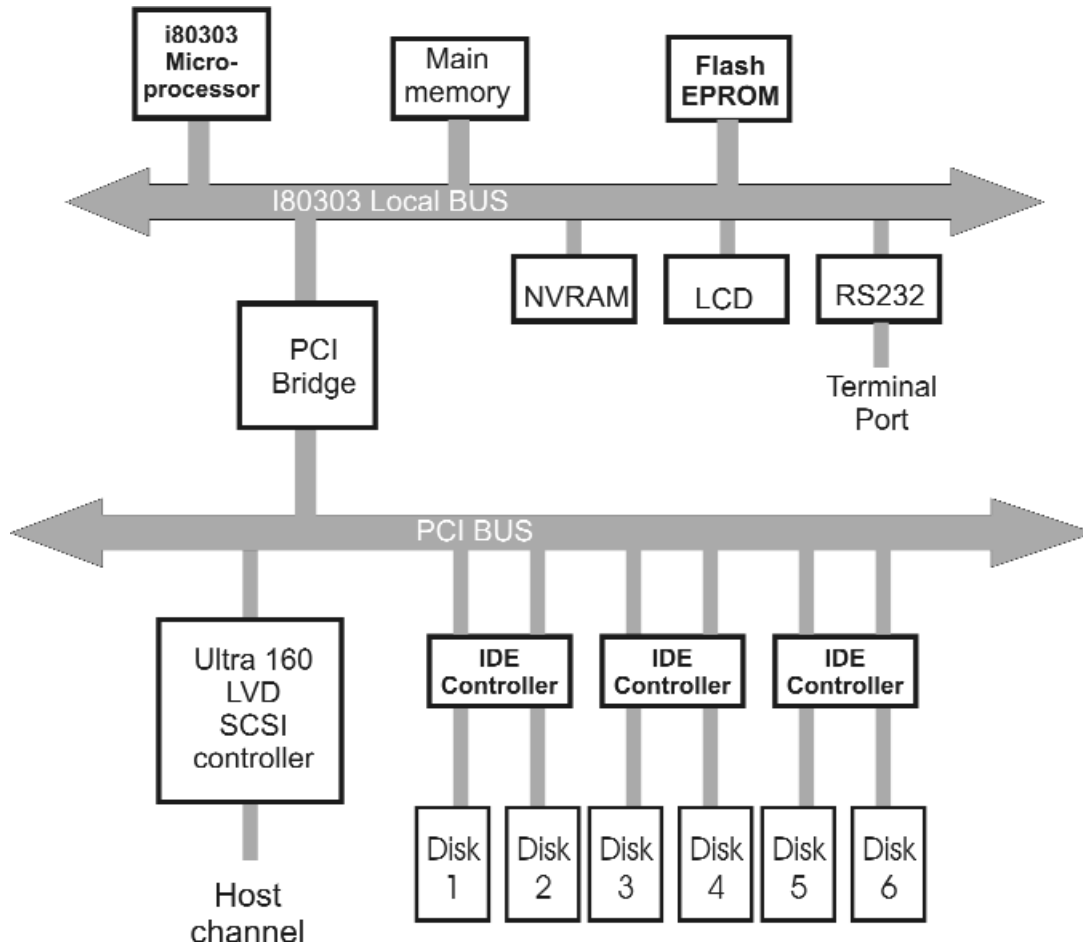 i80303
Micro-
processor
Main
memory
Flash
EPROM
I80303 Local BUS
NVRAM
LCD
RS232
PCI
Bridge
Terminal
Port
PCI BUS
Ultra 160
LVD
SCSI
controller
IDE
Controller
IDE
Controller
IDE
Controller
Disk
1
Disk
2
Disk
3
Disk
4
Disk
5
Disk
6
Host
channel